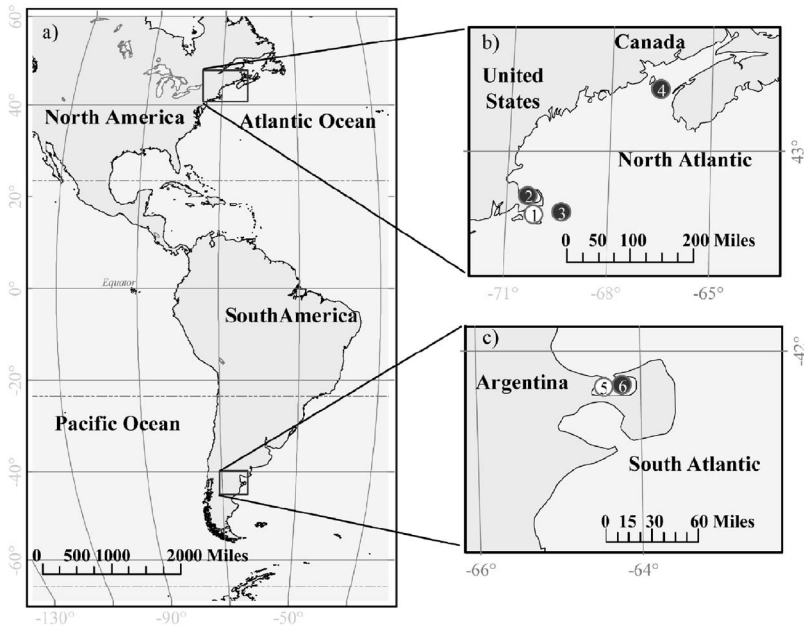 60°
a)
40°
North America
Atlantic Ocean
20°
Equator
0°
South America
-20°
Pacific Ocean
-40°
0 500 1000 2000 Miles
-60°
-130° -90° -50°
b)
Canada
United
States
4
43°
North Atlantic
2
1
3
0 50 100 200 Miles
-71° -68° -65°
c)
-42°
Argentina
5
6
South Atlantic
0 15 30 60 Miles
-66° -64°